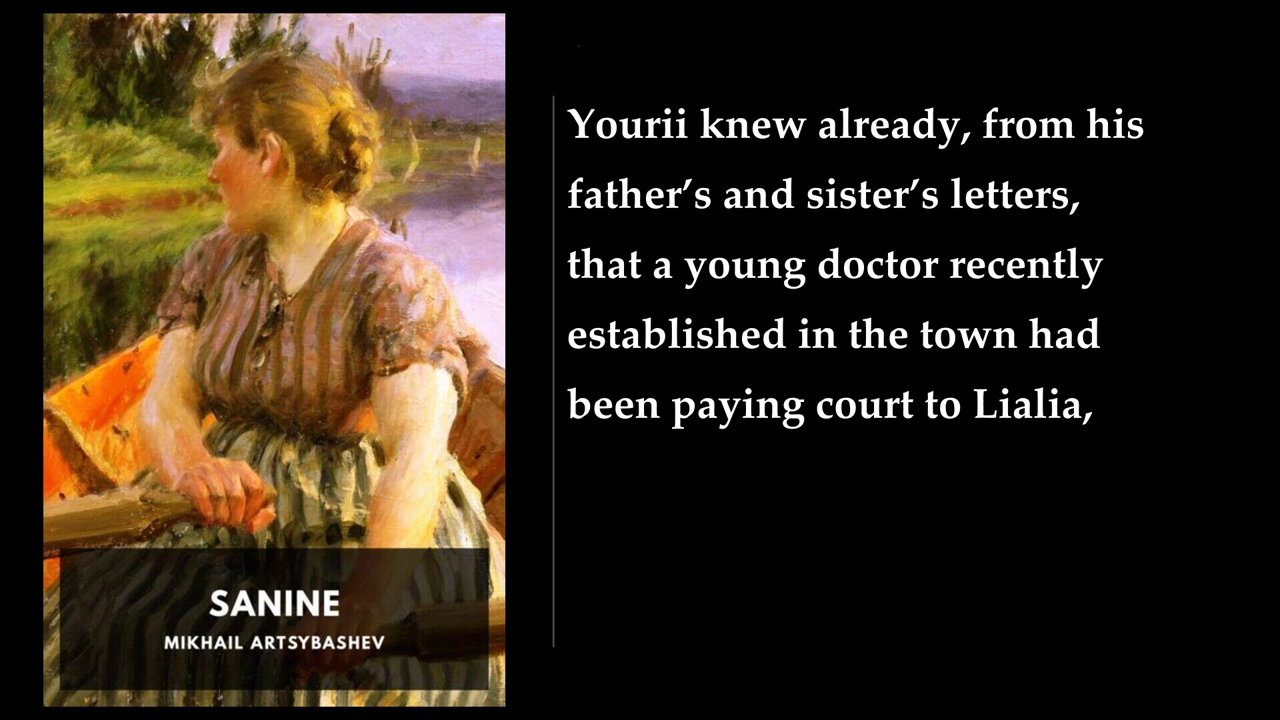 SANINE
MIKHAIL ARTSYBASHEV
Yourii knew already, from his
father’s and sister’s letters,
that a young doctor recently
established in the town had
been paying court to Lialia,